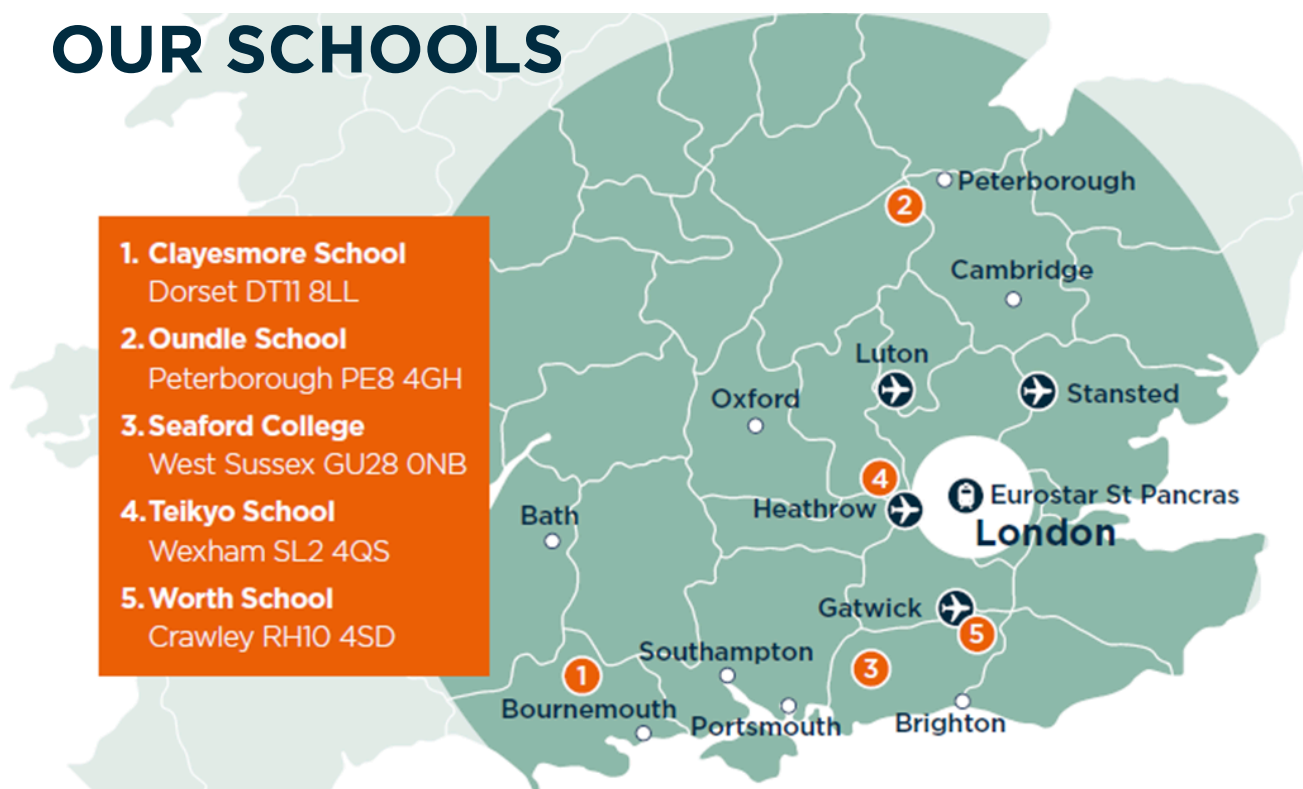 OUR SCHOOLS
1. Clayesmore School
Dorset DT11 8LL
2. Oundle School
Peterborough PE8 4GH
3. Seaford College
West Sussex GU28 0NB
4. Teikyo School
Wexham SL2 4QS
5. Worth School
Crawley RH10 4SD
Peterborough
2
Cambridge
Luton
Oxford
Stansted
4
Heathrow
Eurostar St Pancras
London
Bath
Gatwick
5
Southampton
3
1
Bournemouth
Portsmouth
Brighton